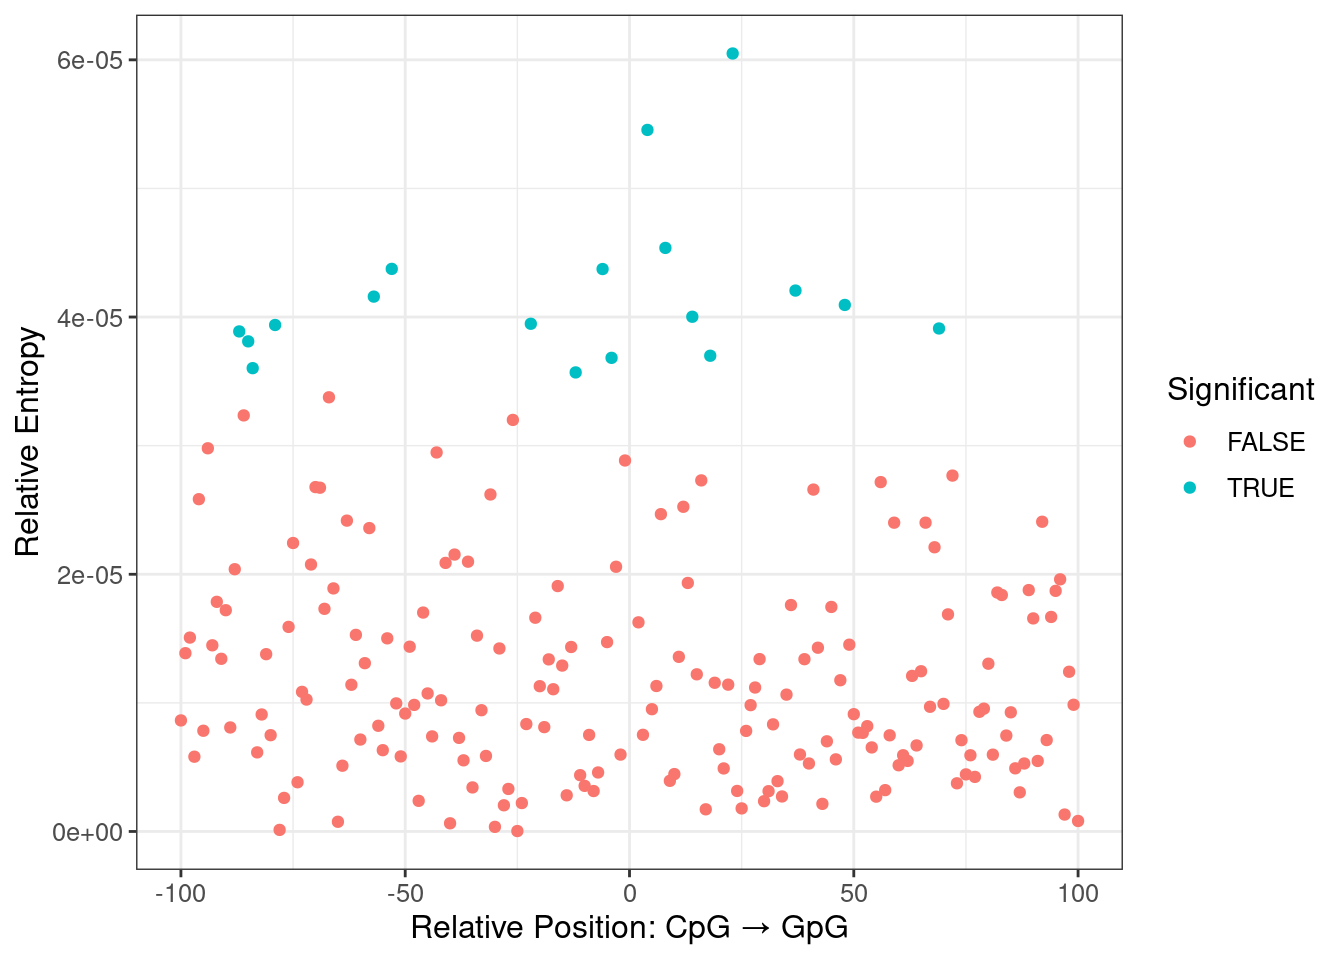 6e-05
4e-05
2e-05
0e+00
Relative Entropy
-100 -50 0 50 100
Relative Position: CpG → GpG
Significant
FALSE
TRUE